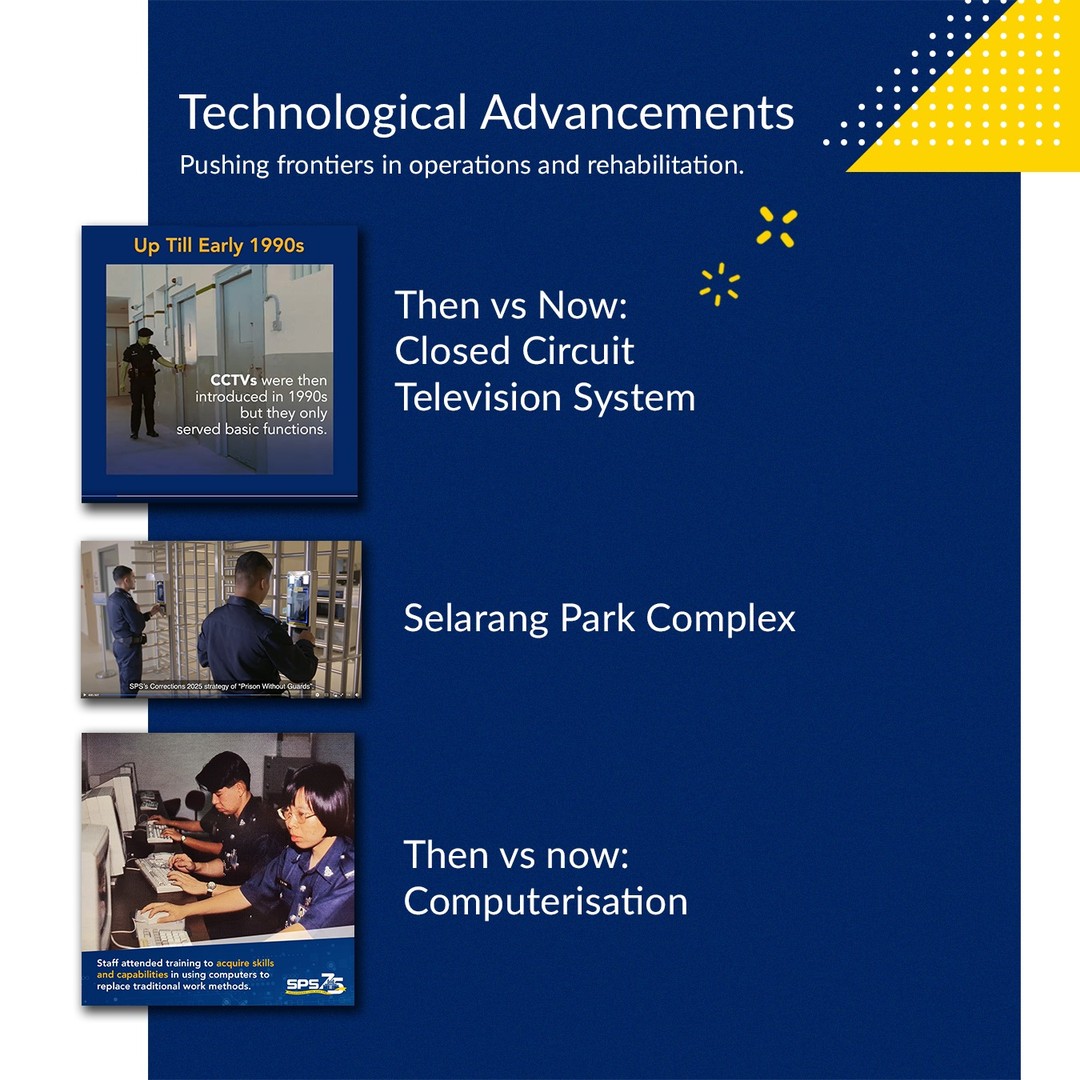 Technological Advancements
Pushing frontiers in operations and rehabilitation.
Up Till Early 1990s
CCTVs were then
introduced in 1990s
but they only
served basic functions.
Then vs Now:
Closed Circuit
Television System
SPS's Corrections 2025 strategy of "Prison Without Guards".
Selarang Park Complex
Staff attended training to acquire skills
and capabilities in using computers to
replace traditional work methods.
SPS75
Then vs now:
Computerisation